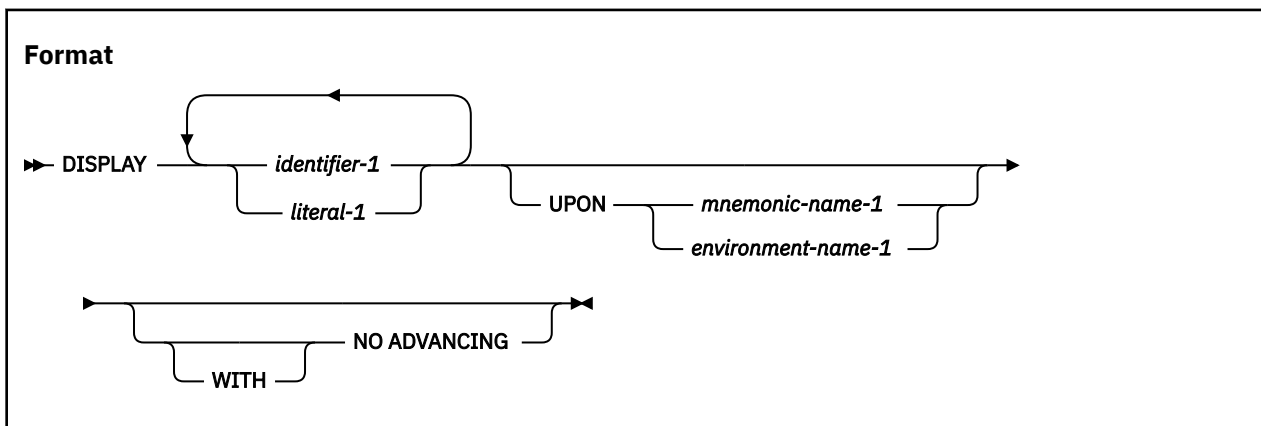 Format
DISPLAY identifier-1
literal-1
UPON mnemonic-name-1
environment-name-1
NO ADVANCING
WITH